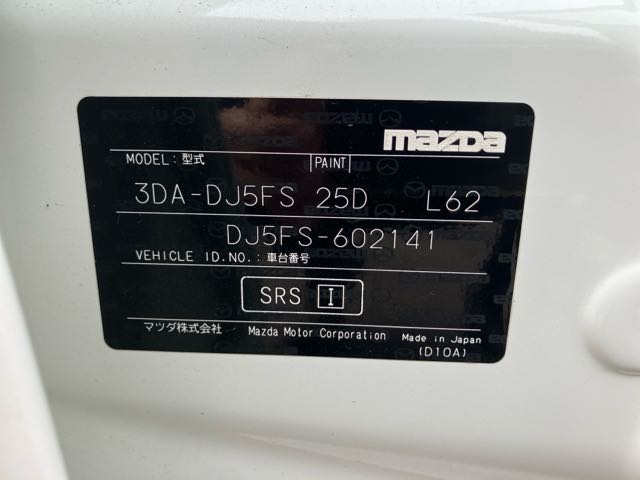 mazda
MODEL:型式 PAINT
3DA-DJ5FS 25D L62
DJ5FS-602141
VEHICLE ID.NO.:車台番号
SRS I
マツダ株式会社 Mazda Motor Corporation Made in Japan
(D10A)